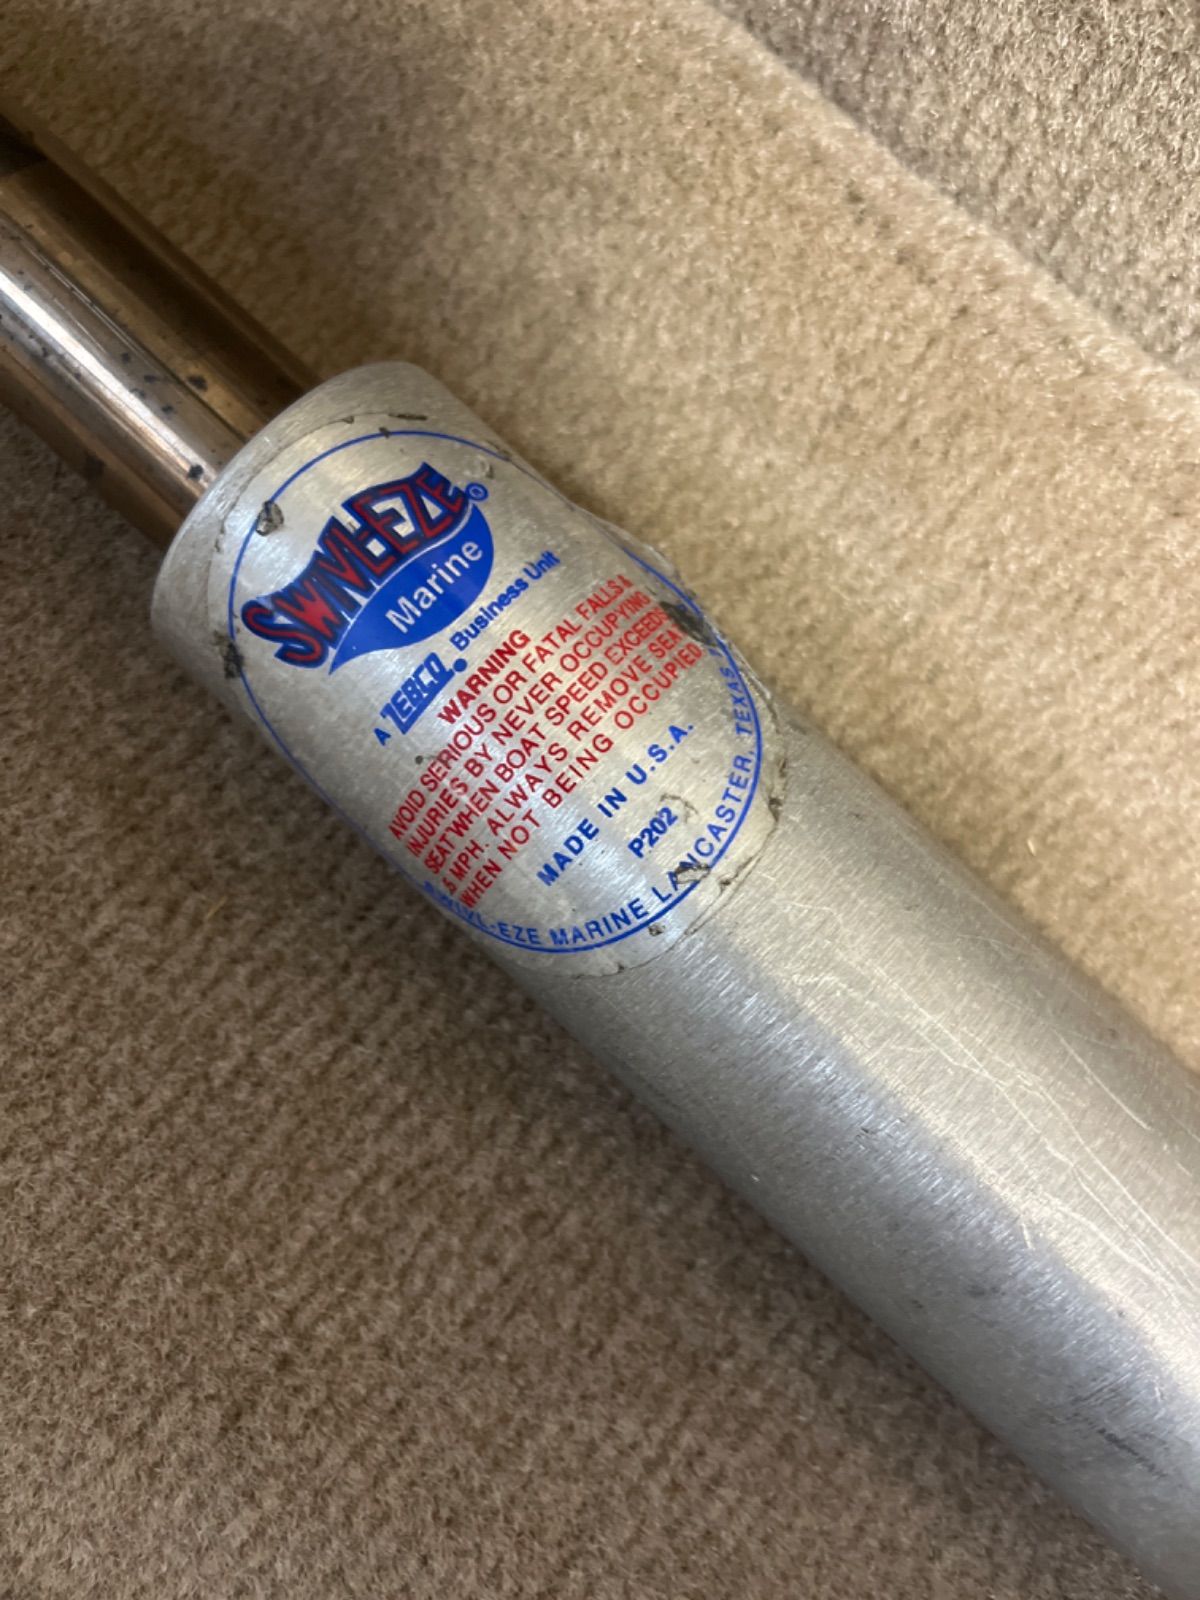 SWIVL-EZE®
Marine
A ZEBCO Business Unit
WARNING
AVOID SERIOUS OR FATAL FALLS &
INJURIES BY NEVER OCCUPYING
SEAT WHEN BOAT SPEED EXCEEDS
5 MPH. ALWAYS REMOVE SEAT
WHEN NOT BEING OCCUPIED
MADE IN U.S.A.
P202
SWIVL-EZE MARINE LANCASTER, TEXAS